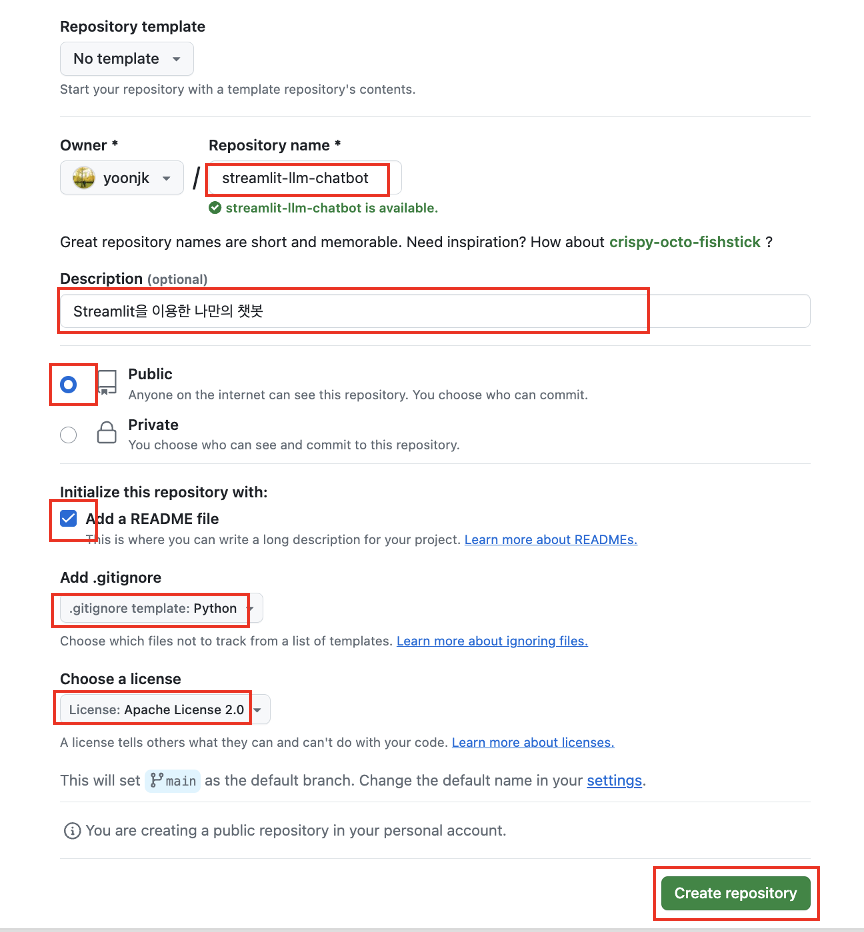 Repository template
No template
Start your repository with a template repository's contents.
Owner *
Repository name *
yoonjk
/
streamlit-llm-chatbot
streamlit-llm-chatbot is available.
Great repository names are short and memorable. Need inspiration? How about crispy-octo-fishstick ?
Description (optional)
Streamlit을 이용한 나만의 챗봇
Public
Anyone on the internet can see this repository. You choose who can commit.
Private
You choose who can see and commit to this repository.
Initialize this repository with:
Add a README file
This is where you can write a long description for your project. Learn more about READMEs.
Add .gitignore
.gitignore template: Python
Choose which files not to track from a list of templates. Learn more about ignoring files.
Choose a license
License: Apache License 2.0
A license tells others what they can and can't do with your code. Learn more about licenses.
This will set main as the default branch. Change the default name in your settings.
You are creating a public repository in your personal account.
Create repository